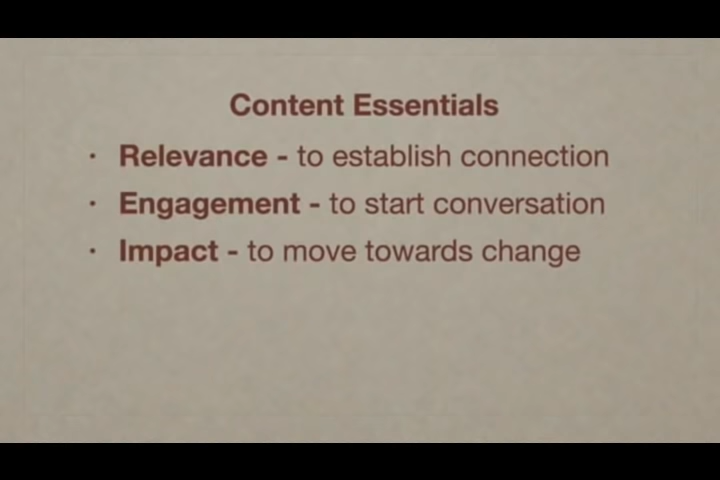 Content Essentials
· Relevance - to establish connection
· Engagement - to start conversation
· Impact - to move towards change